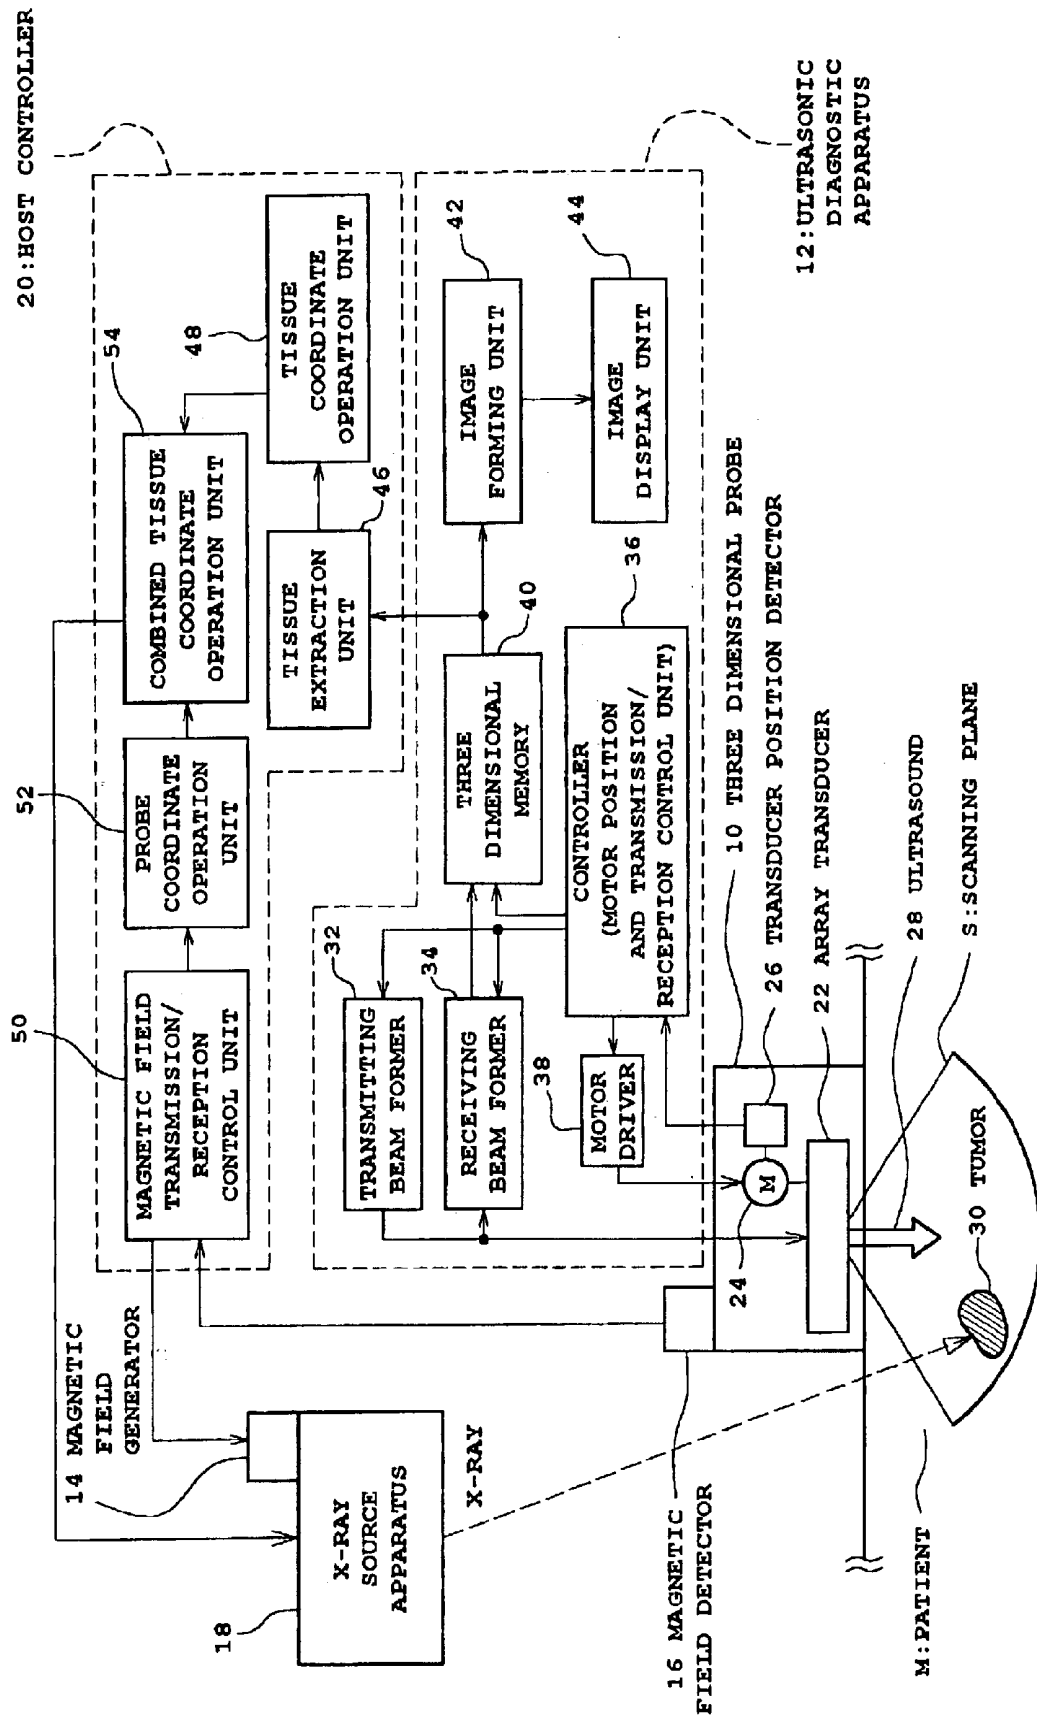 20:HOST CONTROLLER
50
MAGNETIC FIELD
TRANSMISSION/
RECEPTION
CONTROL UNIT
52
PROBE
COORDINATE
OPERATION
UNIT
54
COMBINED TISSUE
COORDINATE
OPERATION UNIT
48
TISSUE
COORDINATE
OPERATION UNIT
46
TISSUE
EXTRACTION
UNIT
14 MAGNETIC
FIELD
GENERATOR
18
X-RAY
SOURCE
APPARATUS
X-RAY
32
TRANSMITTING
BEAM FORMER
34
RECEIVING
BEAM FORMER
38
MOTOR
DRIVER
THREE
DIMENSIONAL
MEMORY
40
CONTROLLER
(MOTOR POSITION
AND TRANSMISSION/
RECEPTION CONTROL UNIT)
36
IMAGE
FORMING UNIT
42
IMAGE
DISPLAY UNIT
44
12:ULTRASONIC
DIAGNOSTIC
APPARATUS
16 MAGNETIC
FIELD DETECTOR
24
M
10 THREE DIMENSIONAL PROBE
26 TRANSDUCER POSITION DETECTOR
22 ARRAY TRANSDUCER
28 ULTRASOUND
S:SCANNING PLANE
30 TUMOR
M:PATIENT